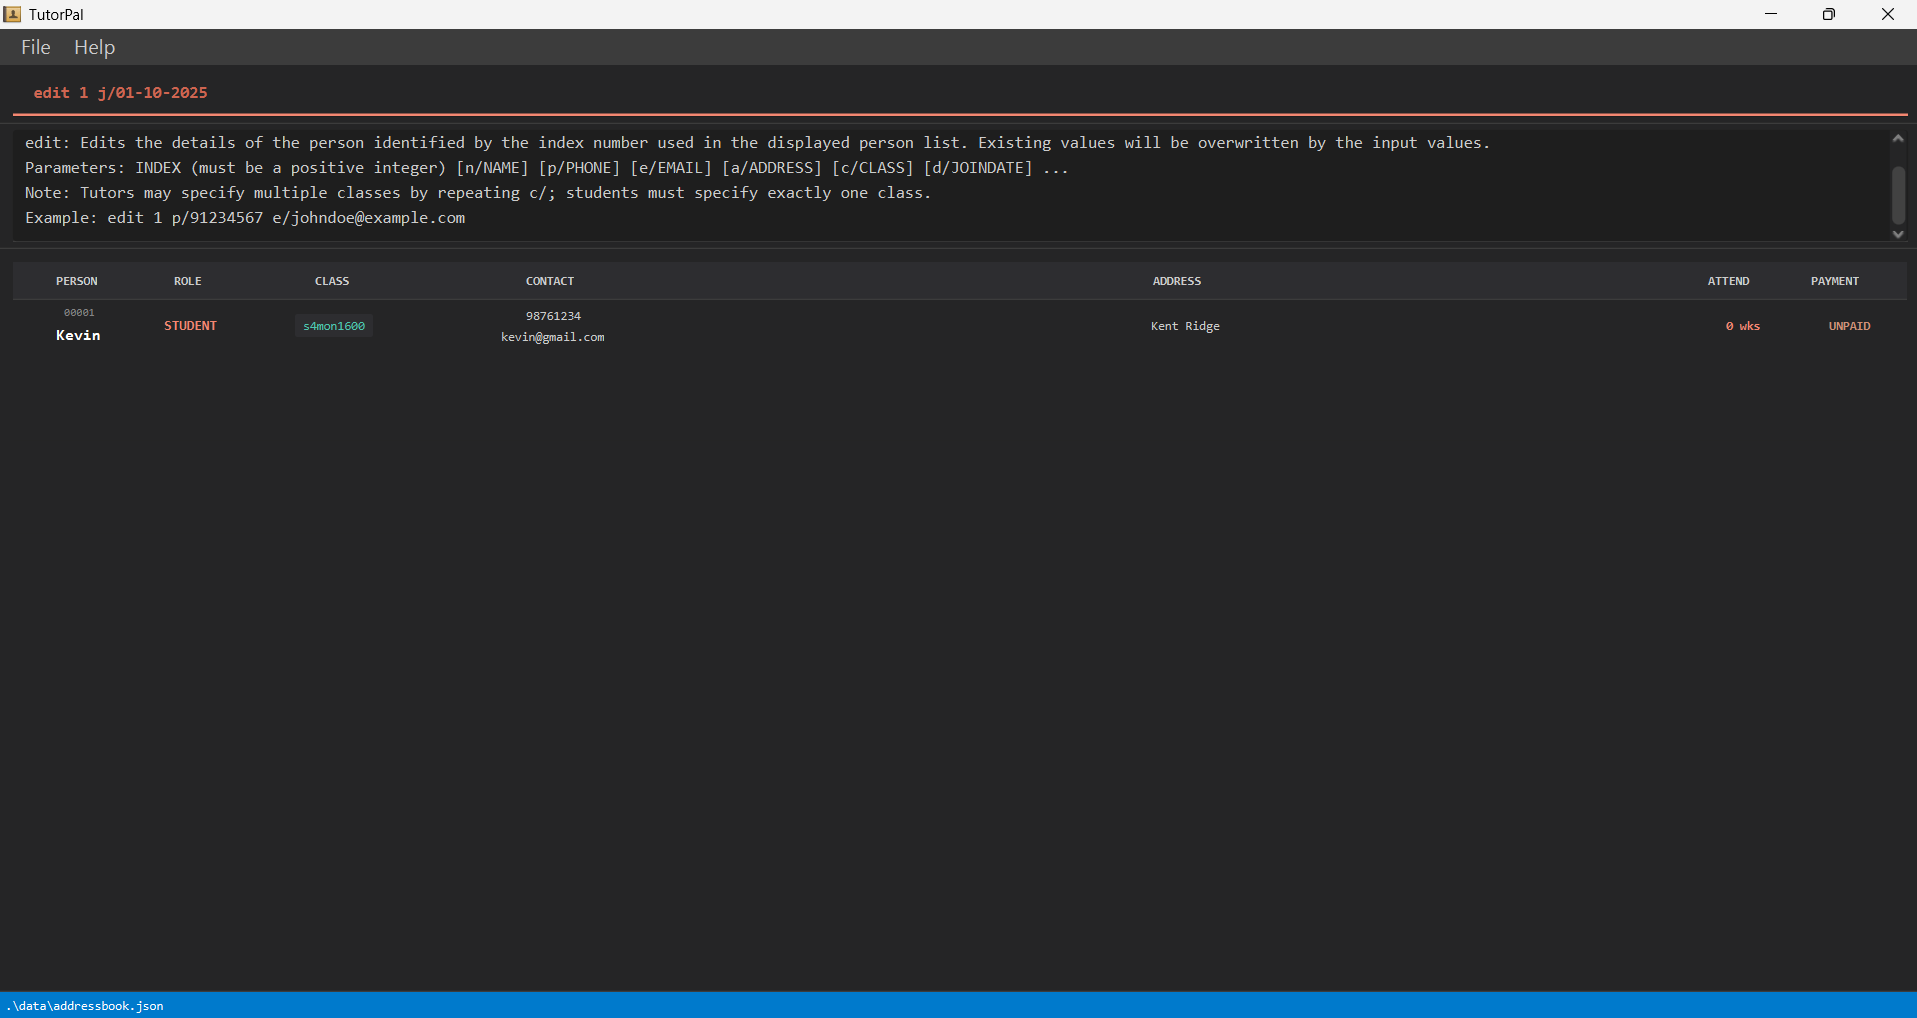 TutorPal
File Help
edit 1 j/01-10-2025
edit: Edits the details of the person identified by the index number used in the displayed person list. Existing values will be overwritten by the input values.
Parameters: INDEX (must be a positive integer) [n/NAME] [p/PHONE] [e/EMAIL] [a/ADDRESS] [c/CLASS] [d/JOINDATE] ...
Note: Tutors may specify multiple classes by repeating c/; students must specify exactly one class.
Example: edit 1 p/91234567 e/johndoe@example.com
PERSON ROLE CLASS CONTACT ADDRESS ATTEND PAYMENT
00001 98761234
Kevin STUDENT s4mon1600 kevin@gmail.com Kent Ridge 0 wks UNPAID
.\data\addressbook.json